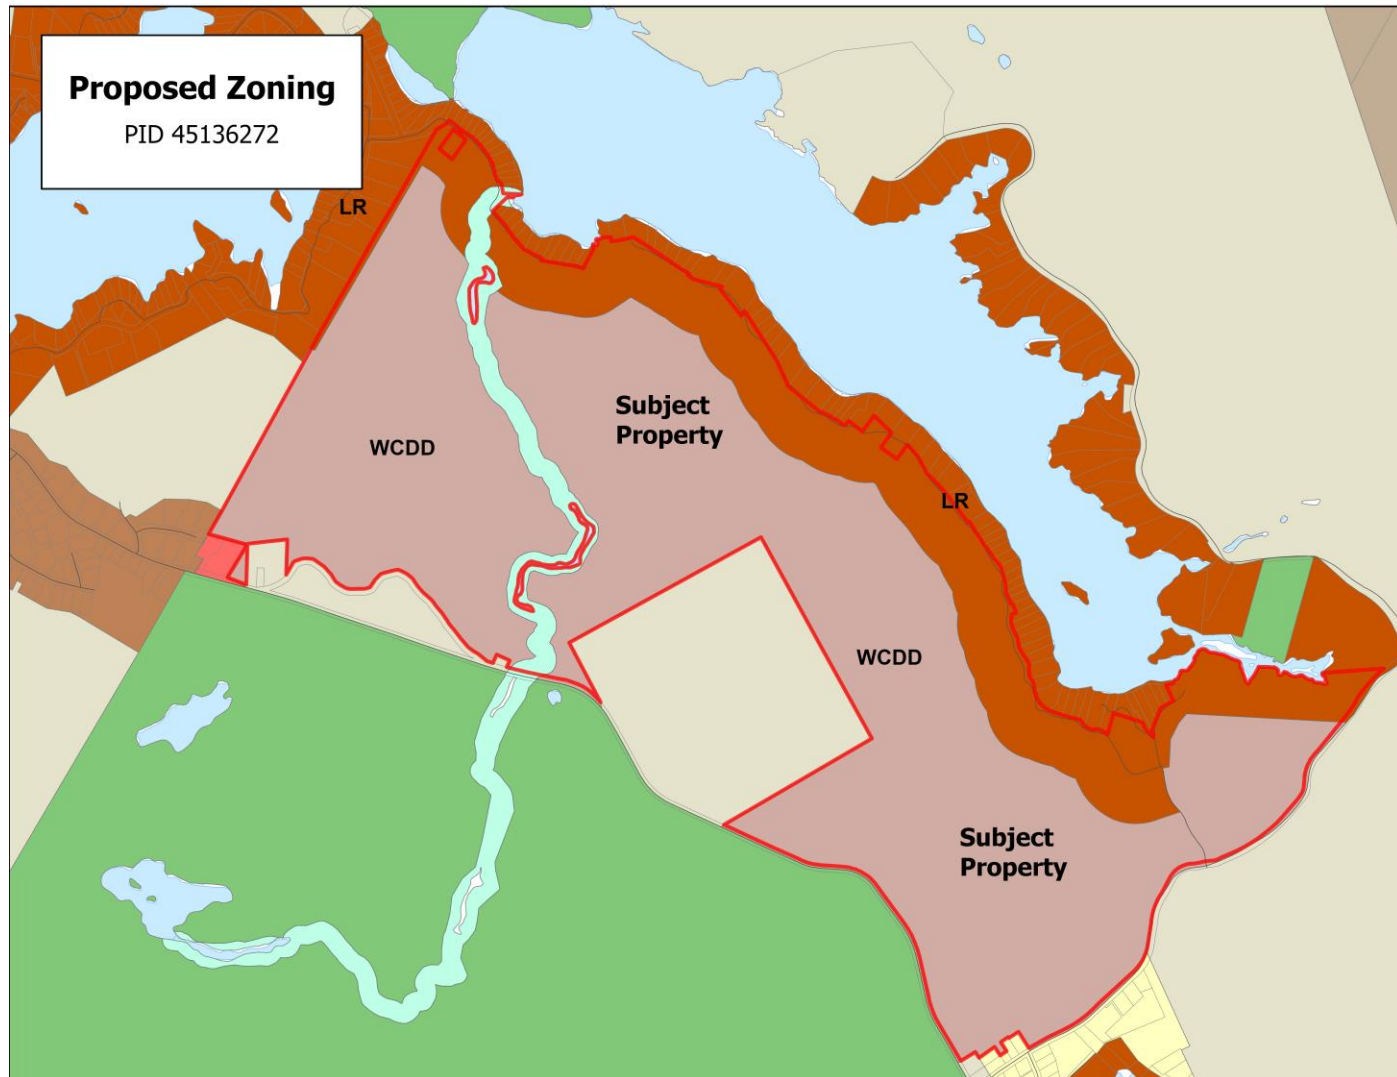 Proposed Zoning
PID 45136272
LR
Subject
Property
WCDD
LR
WCDD
Subject
Property